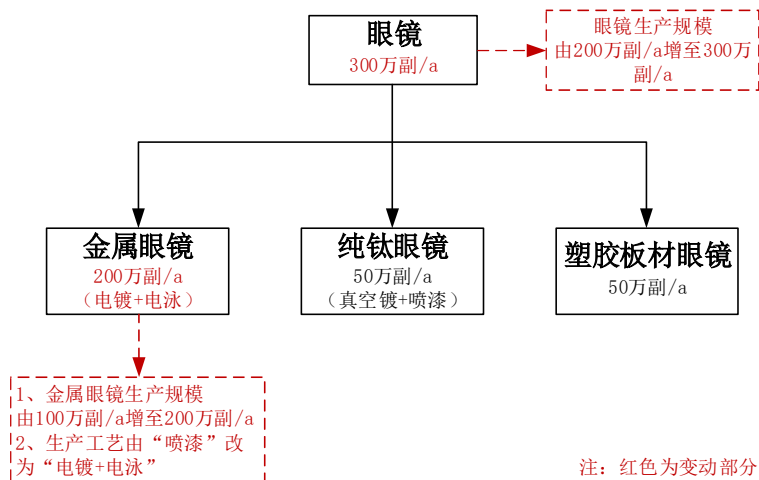 眼镜
300万副/a
眼镜生产规模
由200万副/a增至300万
副/a
金属眼镜
200万副/a
（电镀+电泳）
纯钛眼镜
50万副/a
（真空镀+喷漆）
塑胶板材眼镜
50万副/a
1、金属眼镜生产规模
由100万副/a增至200万副/a
2、生产工艺由“喷漆”改
为“电镀+电泳”
注：红色为变动部分